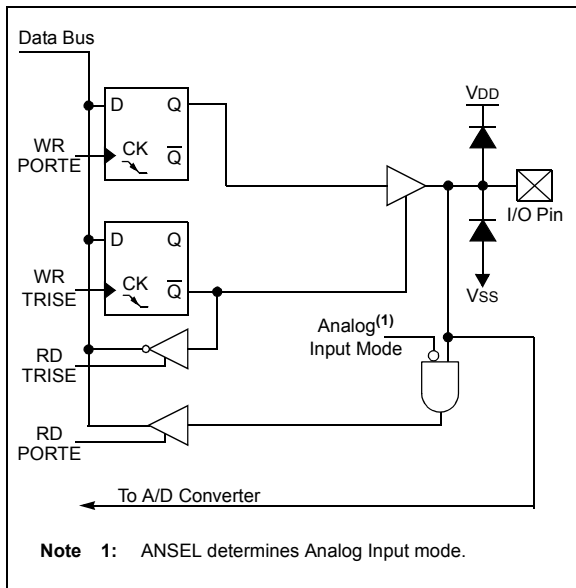 Data Bus
D Q
WR
PORTE
CK
Q
VDD
I/O Pin
D Q
WR
TRISE
CK
Q
VSS
Analog(1)
Input Mode
RD
TRISE
RD
PORTE
To A/D Converter
Note 1: ANSEL determines Analog Input mode.